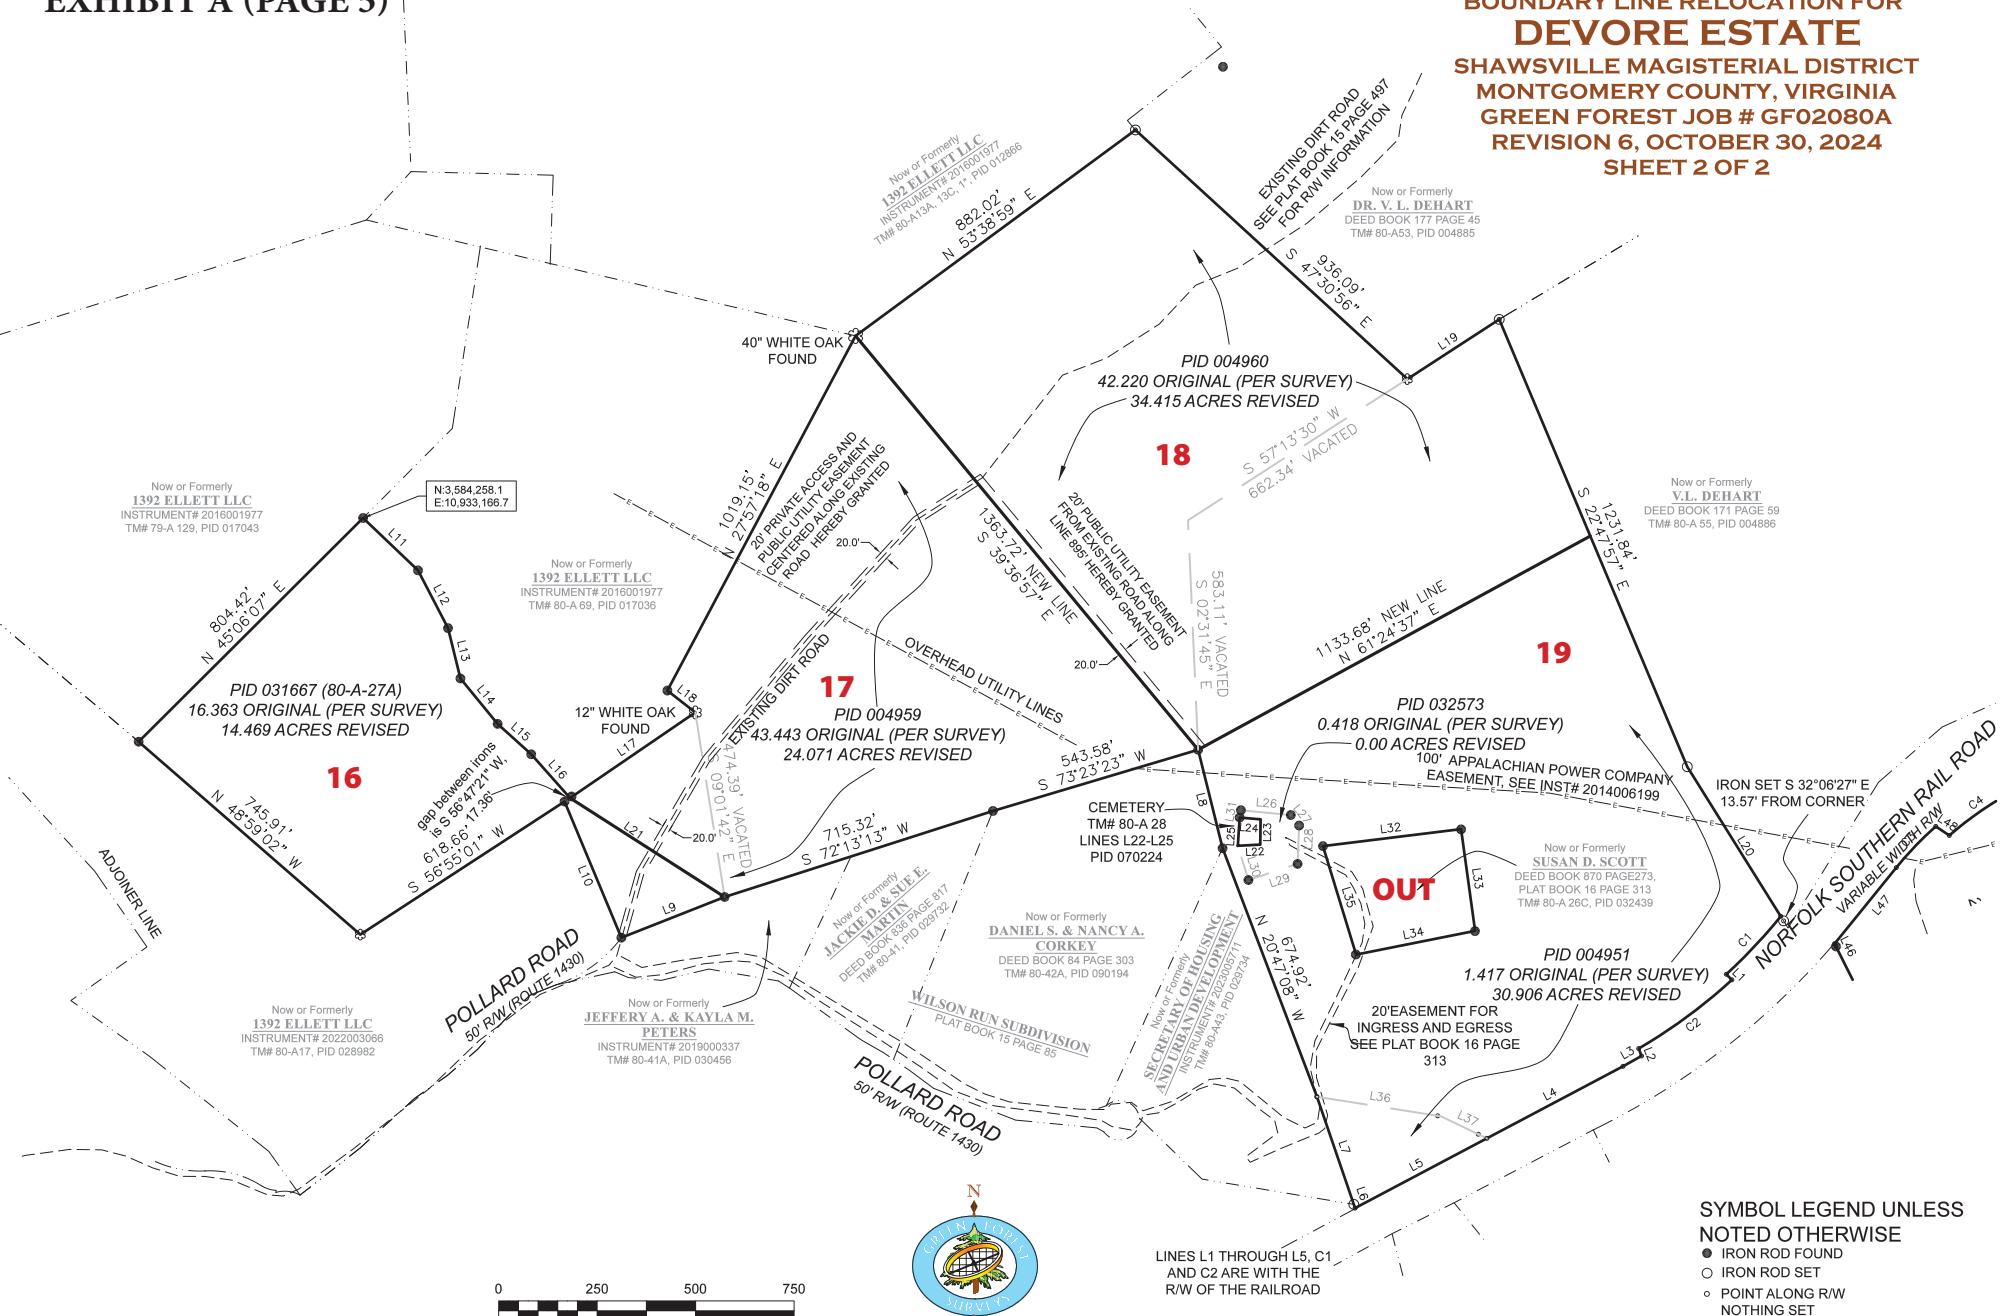 EXHIBIT A (PAGE 5)
BOUNDARY LINE RELOCATION FOR
DEVORE ESTATE
SHAWSVILLE MAGISTERIAL DISTRICT
MONTGOMERY COUNTY, VIRGINIA
GREEN FOREST JOB # GF02080A
REVISION 6, OCTOBER 30, 2024
SHEET 2 OF 2
Now or Formerly
1392 ELLETT LLC
INSTRUMENT# 2016001977
TM# 80-A13A, 13C, 1*, PID 012866
882.02'
N 53°38'59" E
EXISTING DIRT ROAD
SEE PLAT BOOK 15 PAGE 497
FOR R/W INFORMATION
Now or Formerly
DR. V. L. DEHART
DEED BOOK 177 PAGE 45
TM# 80-A53, PID 004885
936.09'
S 47°30'56" E
L19
40" WHITE OAK
FOUND
PID 004960
42.220 ORIGINAL (PER SURVEY)
34.415 ACRES REVISED
18
S 57°13'30" W
662.34' VACATED
Now or Formerly
1392 ELLETT LLC
INSTRUMENT# 2016001977
TM# 79-A 129, PID 017043
N:3,584,258.1
E:10,933,166.7
1019.15'
N 27°57'18" E
20' PRIVATE ACCESS AND
PUBLIC UTILITY EASEMENT
CENTERED ALONG EXISTING
ROAD HEREBY GRANTED
20.0'
1363.72' NEW LINE
S 39°36'57" E
20' PUBLIC UTILITY EASEMENT
FROM EXISTING ROAD ALONG
LINE 895' HEREBY GRANTED
20.0'
583.11' VACATED
S 02°31'45" E
1231.84'
S 22°47'57" E
Now or Formerly
V.L. DEHART
DEED BOOK 171 PAGE 59
TM# 80-A 55, PID 004886
L11
L12
L13
L14
L15
L16
804.42'
N 45°06'07" E
Now or Formerly
1392 ELLETT LLC
INSTRUMENT# 2016001977
TM# 80-A 69, PID 017036
OVERHEAD UTILITY LINES
E E E E E
1133.68' NEW LINE
N 61°24'37" E
19
PID 031667 (80-A-27A)
16.363 ORIGINAL (PER SURVEY)
14.469 ACRES REVISED
16
745.91'
N 48°59'02" W
gap between irons
is S 56°47'21" W,
17.36'
618.66'
S 56°55'01" W
L18
12" WHITE OAK
FOUND
L17
EXISTING DIRT ROAD
17
PID 004959
43.443 ORIGINAL (PER SURVEY)
24.071 ACRES REVISED
474.39' VACATED
S 09°01'42" E
20.0'
L21
L10
L9
543.58'
S 73°23'23" W
715.32'
S 72°13'13" W
PID 032573
0.418 ORIGINAL (PER SURVEY)
0.00 ACRES REVISED
100' APPALACHIAN POWER COMPANY
EASEMENT, SEE INST# 2014006199
IRON SET S 32°06'27" E
13.57' FROM CORNER
NORFOLK SOUTHERN RAIL ROAD
VARIABLE WIDTH R/W
C4
L48
L47
L46
L20
CEMETERY
TM# 80-A 28
LINES L22-L25
PID 070224
L8
L31
L26
L27
L28
L25
L24
L23
L22
L30
L29
L32
L33
L34
L35
OUT
Now or Formerly
SUSAN D. SCOTT
DEED BOOK 870 PAGE273,
PLAT BOOK 16 PAGE 313
TM# 80-A 26C, PID 032439
ADJOINER LINE
POLLARD ROAD
50' R/W (ROUTE 1430)
Now or Formerly
JACKIE D. & SUE E.
MARTIN
DEED BOOK 836 PAGE 817
TM# 80-41, PID 029732
Now or Formerly
DANIEL S. & NANCY A.
CORKEY
DEED BOOK 84 PAGE 303
TM# 80-42A, PID 090194
WILSON RUN SUBDIVISION
PLAT BOOK 15 PAGE 85
Now or Formerly
SECRETARY OF HOUSING
AND URBAN DEVELOPMENT
INSTRUMENT# 2023005711
TM# 80-A43, PID 029734
674.92'
N 20°47'08" W
PID 004951
1.417 ORIGINAL (PER SURVEY)
30.906 ACRES REVISED
20'EASEMENT FOR
INGRESS AND EGRESS
SEE PLAT BOOK 16 PAGE
313
C1
L1
C2
L2
L3
L4
L5
L6
L7
L36
L37
Now or Formerly
1392 ELLETT LLC
INSTRUMENT# 2022003066
TM# 80-A17, PID 028982
Now or Formerly
JEFFERY A. & KAYLA M.
PETERS
INSTRUMENT# 2019000337
TM# 80-41A, PID 030456
POLLARD ROAD
50' R/W (ROUTE 1430)
N
GREEN FOREST
SURVEYS
LINES L1 THROUGH L5, C1
AND C2 ARE WITH THE
R/W OF THE RAILROAD
0 250 500 750
SYMBOL LEGEND UNLESS
NOTED OTHERWISE
IRON ROD FOUND
IRON ROD SET
POINT ALONG R/W
NOTHING SET